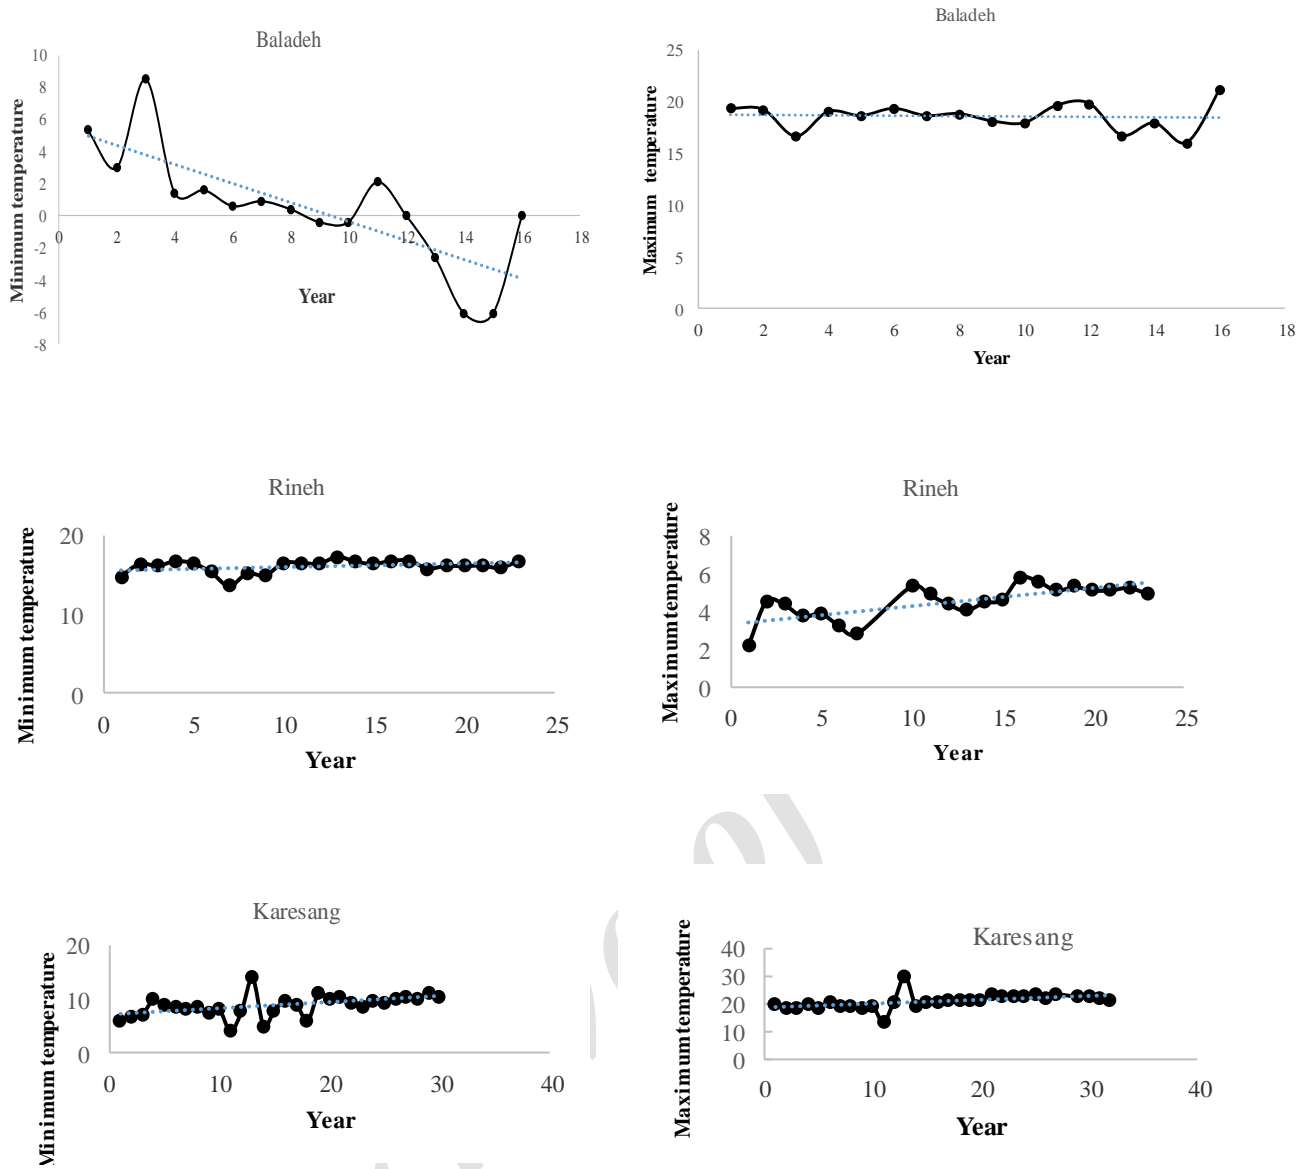 Baladeh
10
8
6
4
2
0
-2
-4
-6
-8
0 2 4 6 8 10 12 14 16 18
Minimum temperature
Year
Baladeh
25
20
15
10
5
0
0 2 4 6 8 10 12 14 16 18
Maximum temperature
Year
Rineh
20
10
0
0 5 10 15 20 25
Minimum temperature
Year
Rineh
8
6
4
2
0
0 5 10 15 20 25
Maximum temperature
Year
Karesang
20
10
0
0 10 20 30 40
Minimum temperature
Year
Karesang
40
30
20
10
0
0 10 20 30 40
Maximum temperature
Year